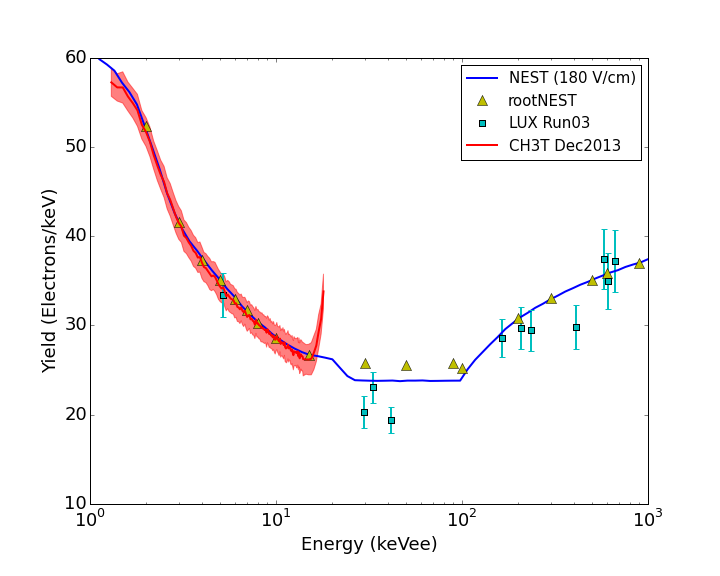 60
50
40
30
20
10
Yield (Electrons/keV)
NEST (180 V/cm)
rootNEST
LUX Run03
CH3T Dec2013
10^0
10^1
10^2
10^3
Energy (keVee)